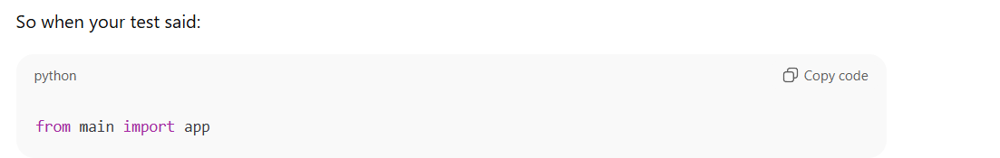 So when your test said:
python
Copy code
from main import app